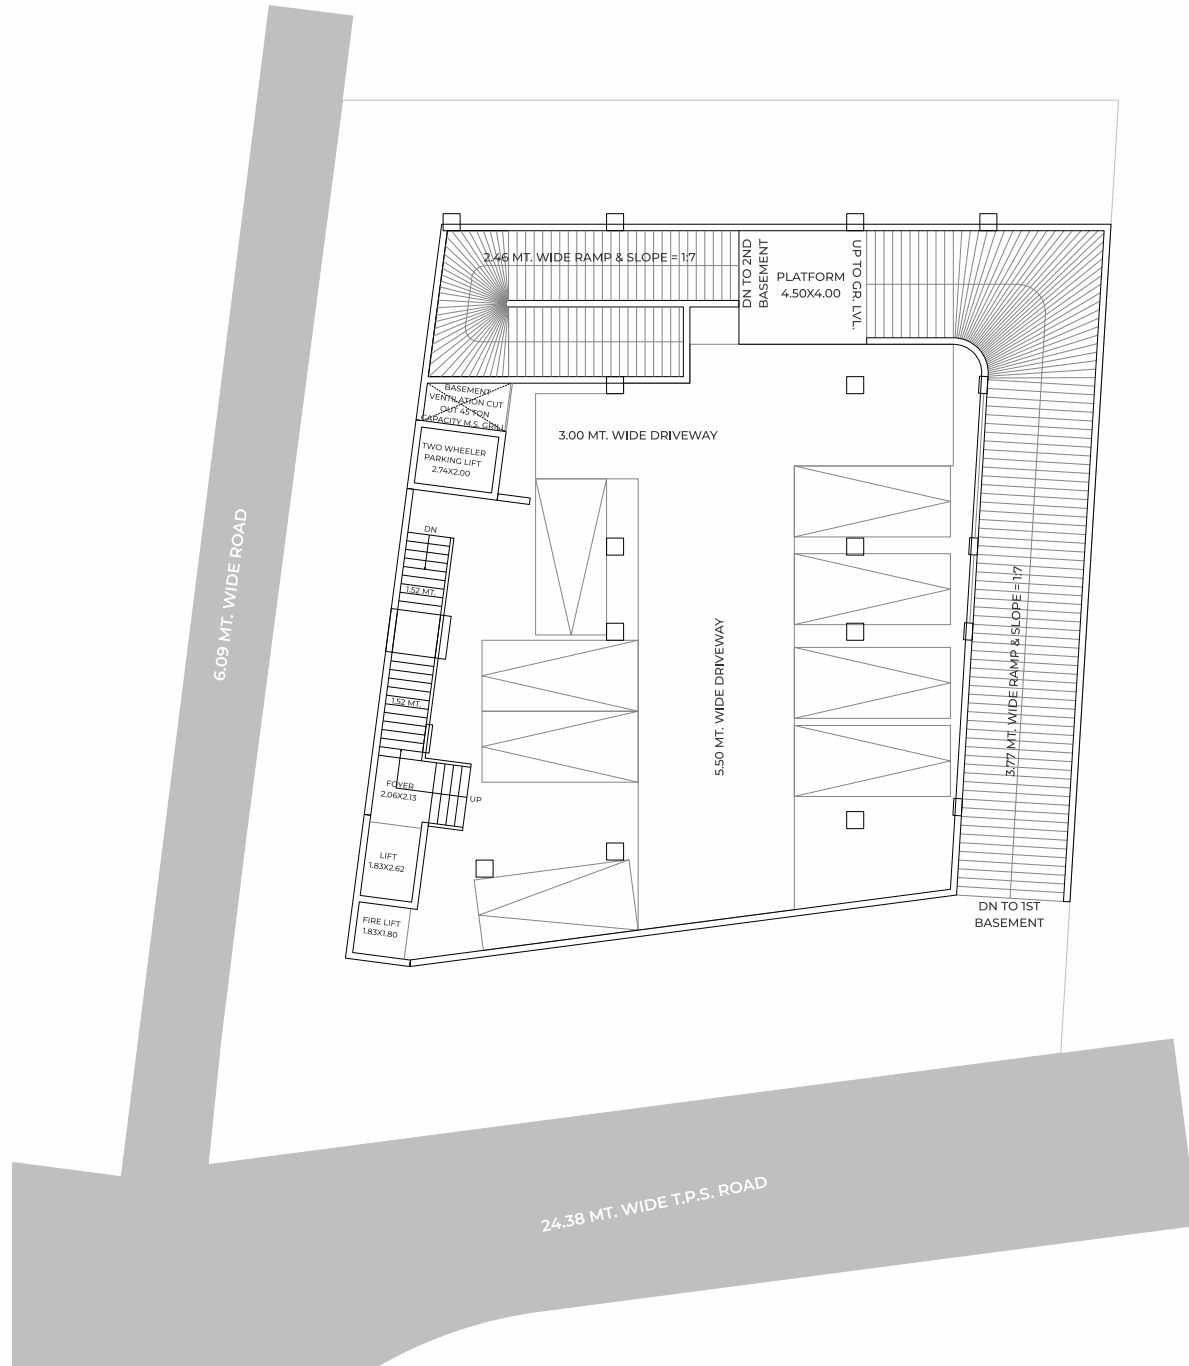 2.46 MT. WIDE RAMP & SLOPE = 1:7
DN TO 2ND
BASEMENT
PLATFORM
4.50X4.00
UP TO GR. LVL.
BASEMENT
VENTILATION CUT
OUT 45 TON
CAPACITY M.S. GRILL
3.00 MT. WIDE DRIVEWAY
TWO WHEELER
PARKING LIFT
2.74X2.00
DN
1.52 MT.
6.09 MT. WIDE ROAD
5.50 MT. WIDE DRIVEWAY
3.77 MT. WIDE RAMP & SLOPE = 1:7
1.52 MT.
FOYER
2.06X2.13
UP
LIFT
1.83X2.62
FIRE LIFT
1.83X1.80
DN TO 1ST
BASEMENT
24.38 MT. WIDE T.P.S. ROAD